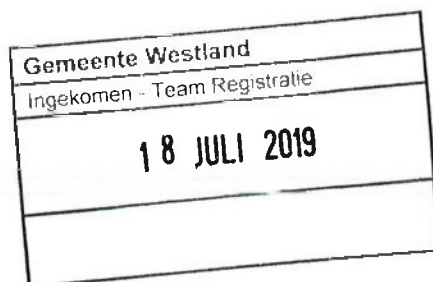 Gemeente Westland
Ingekomen - Team Registratie
18 JULI 2019